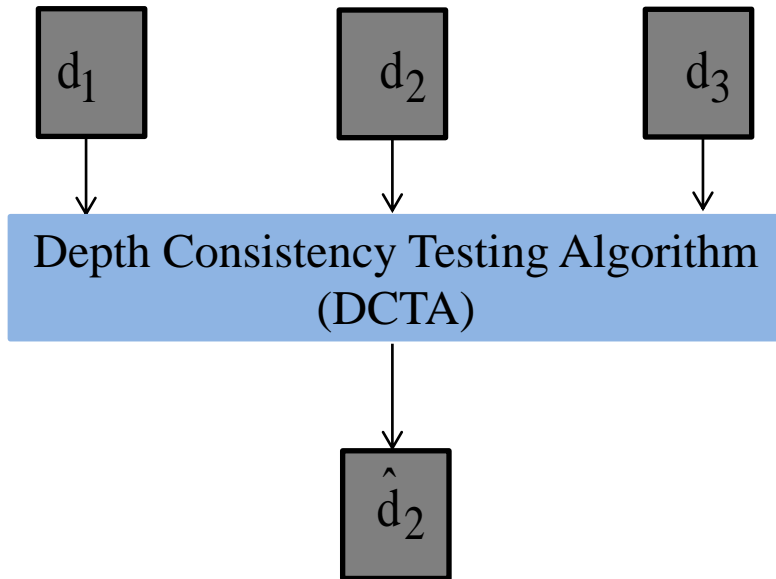 d₁ d₂ d₃
Depth Consistency Testing Algorithm
(DCTA)
d̂₂